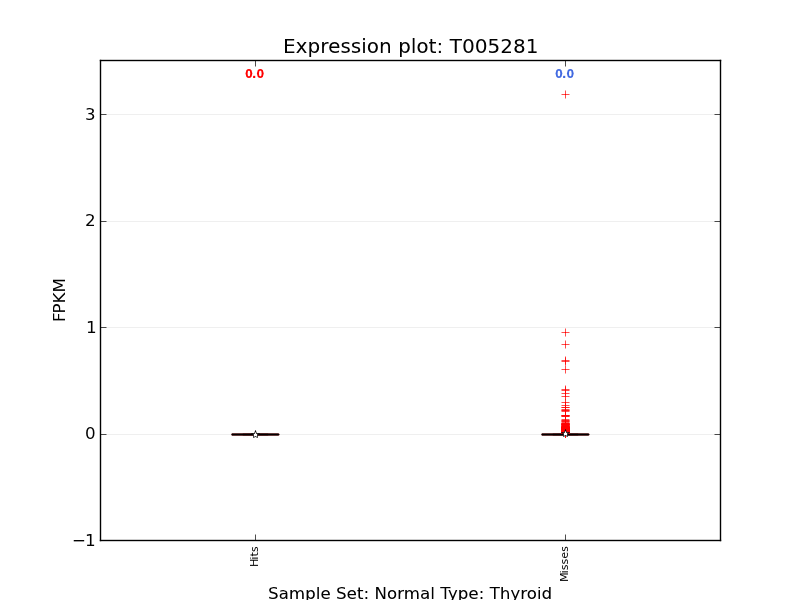 Expression plot: T005281
0.0 0.0
3
2
1
0
−1
FPKM
Hits Misses
Sample Set: Normal Type: Thyroid